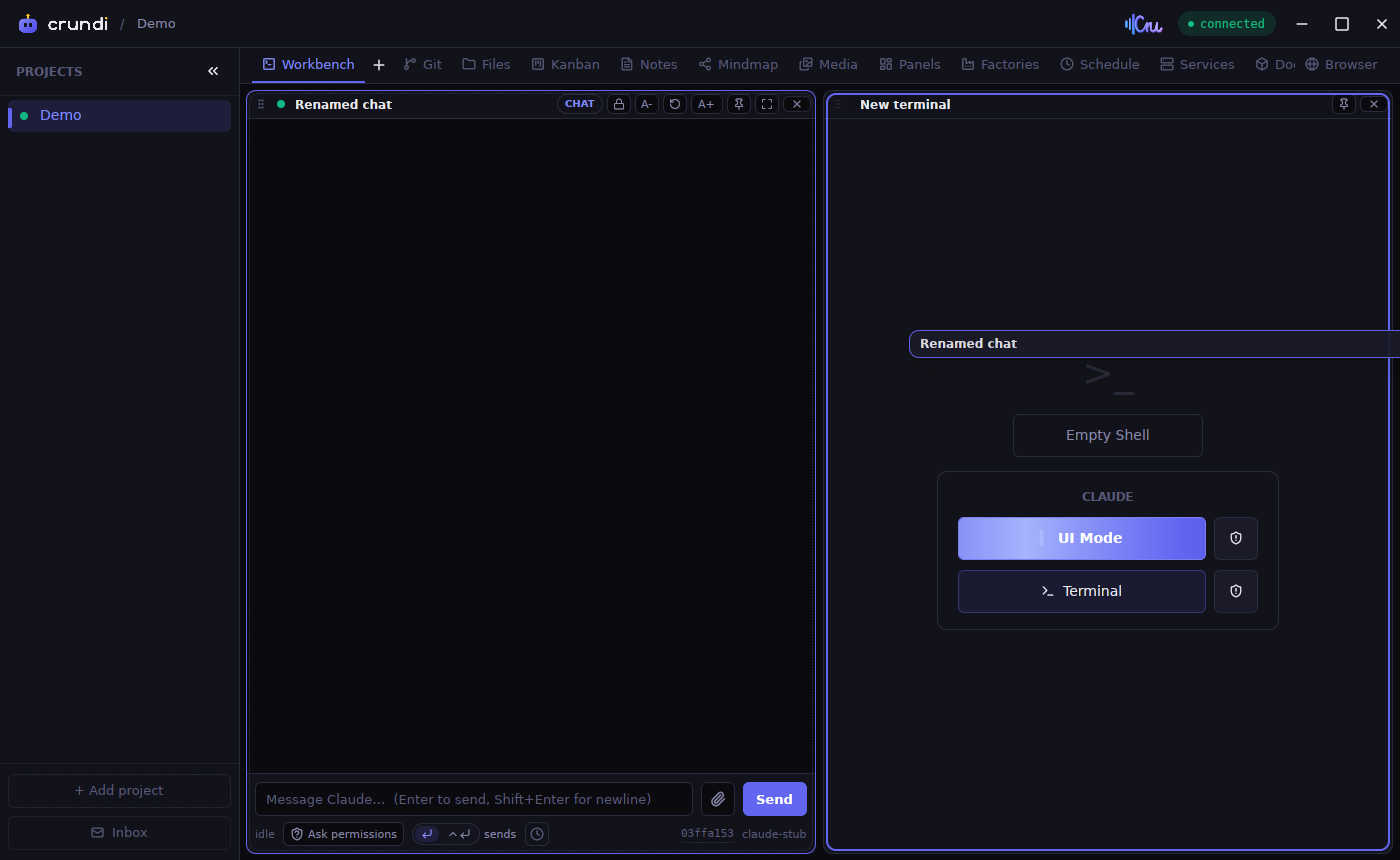 crundi / Demo
Cru
connected
PROJECTS
Workbench
Git
Files
Kanban
Notes
Mindmap
Media
Panels
Factories
Schedule
Services
Browser
Demo
Renamed chat
CHAT
A-
A+
New terminal
Renamed chat
>_
Empty Shell
CLAUDE
UI Mode
Terminal
Message Claude... (Enter to send, Shift+Enter for newline)
Send
idle
Ask permissions
sends
03ffa153
claude-stub
+ Add project
Inbox